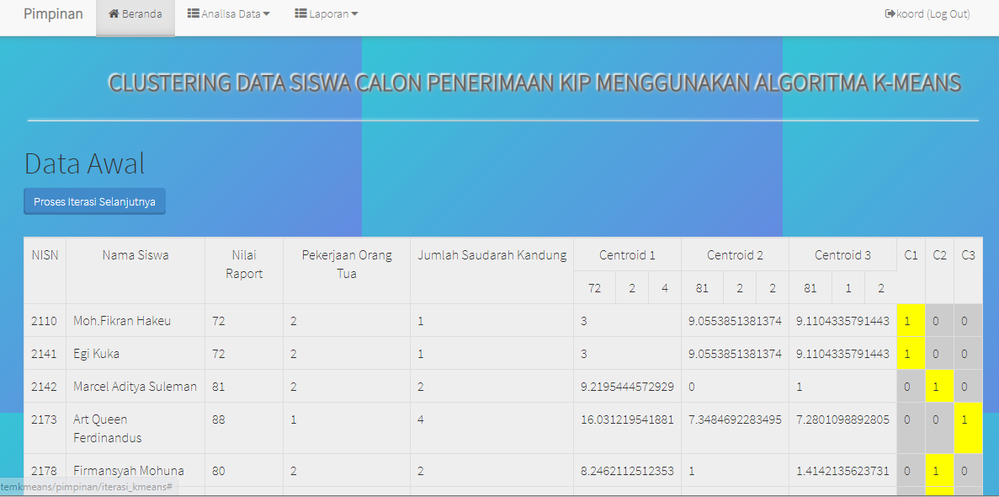 Pimpinan Beranda Analisa Data Laporan koord (Log Out)
CLUSTERING DATA SISWA CALON PENERIMAAN KIP MENGGUNAKAN ALGORITMA K-MEANS
Data Awal
Proses Iterasi Selanjutnya
NISN Nama Siswa Nilai Raport Pekerjaan Orang Tua Jumlah Saudarah Kandung Centroid 1 Centroid 2 Centroid 3 C1 C2 C3
72 2 4 81 2 2 81 1 2
2110 Moh.Fikran Hakeu 72 2 1 3 9.0553851381374 9.1104335791443 1 0 0
2141 Egi Kuka 72 2 1 3 9.0553851381374 9.1104335791443 1 0 0
2142 Marcel Aditya Suleman 81 2 2 9.2195444572929 0 1 0 1 0
2173 Art Queen Ferdinandus 88 1 4 16.031219541881 7.3484692283495 7.2801098892805 0 0 1
2178 Firmansyah Mohuna 80 2 2 8.2462112512353 1 1.4142135623731 0 1 0
temkmeans/pimpinan/iterasi_kmeans#